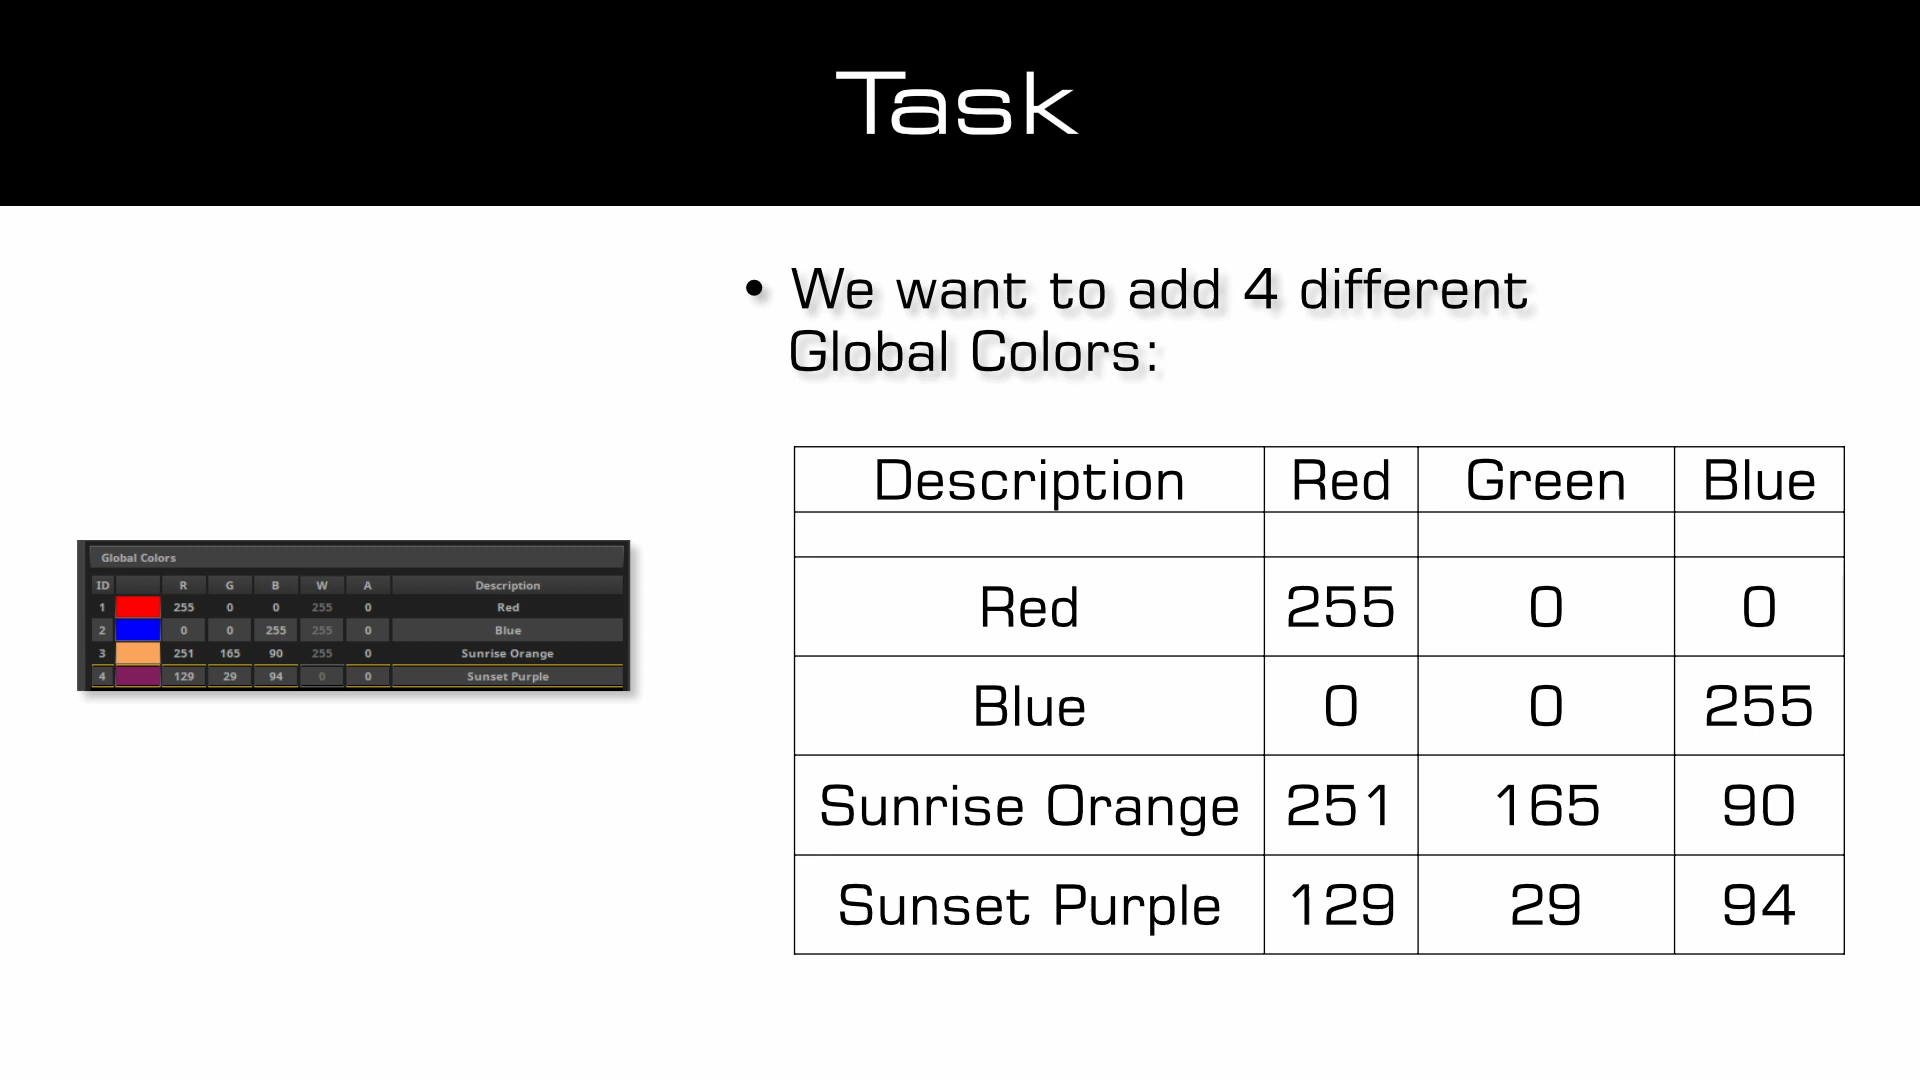 Task
• We want to add 4 different
Global Colors:
Global Colors
ID R G B W A Description
1 255 0 0 255 0 Red
2 0 0 255 255 0 Blue
3 251 165 90 255 0 Sunrise Orange
4 129 29 94 0 0 Sunset Purple
Description Red Green Blue
Red 255 0 0
Blue 0 0 255
Sunrise Orange 251 165 90
Sunset Purple 129 29 94